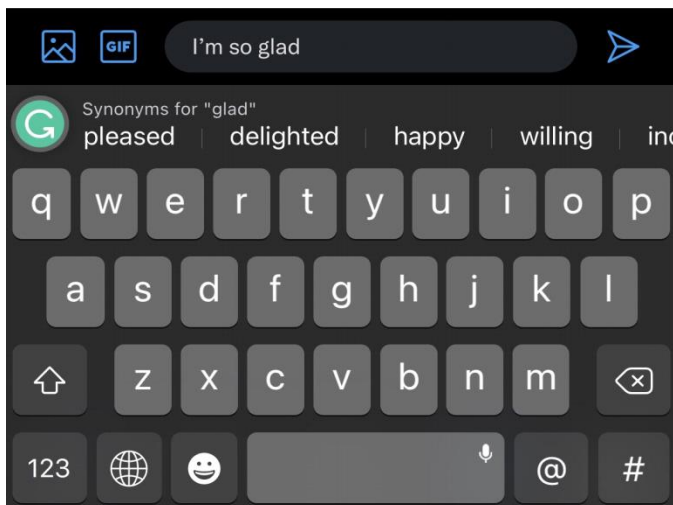 GIF I’m so glad
G Synonyms for "glad"
pleased delighted happy willing
q w e r t y u i o p
a s d f g h j k l
z x c v b n m
123 @ #